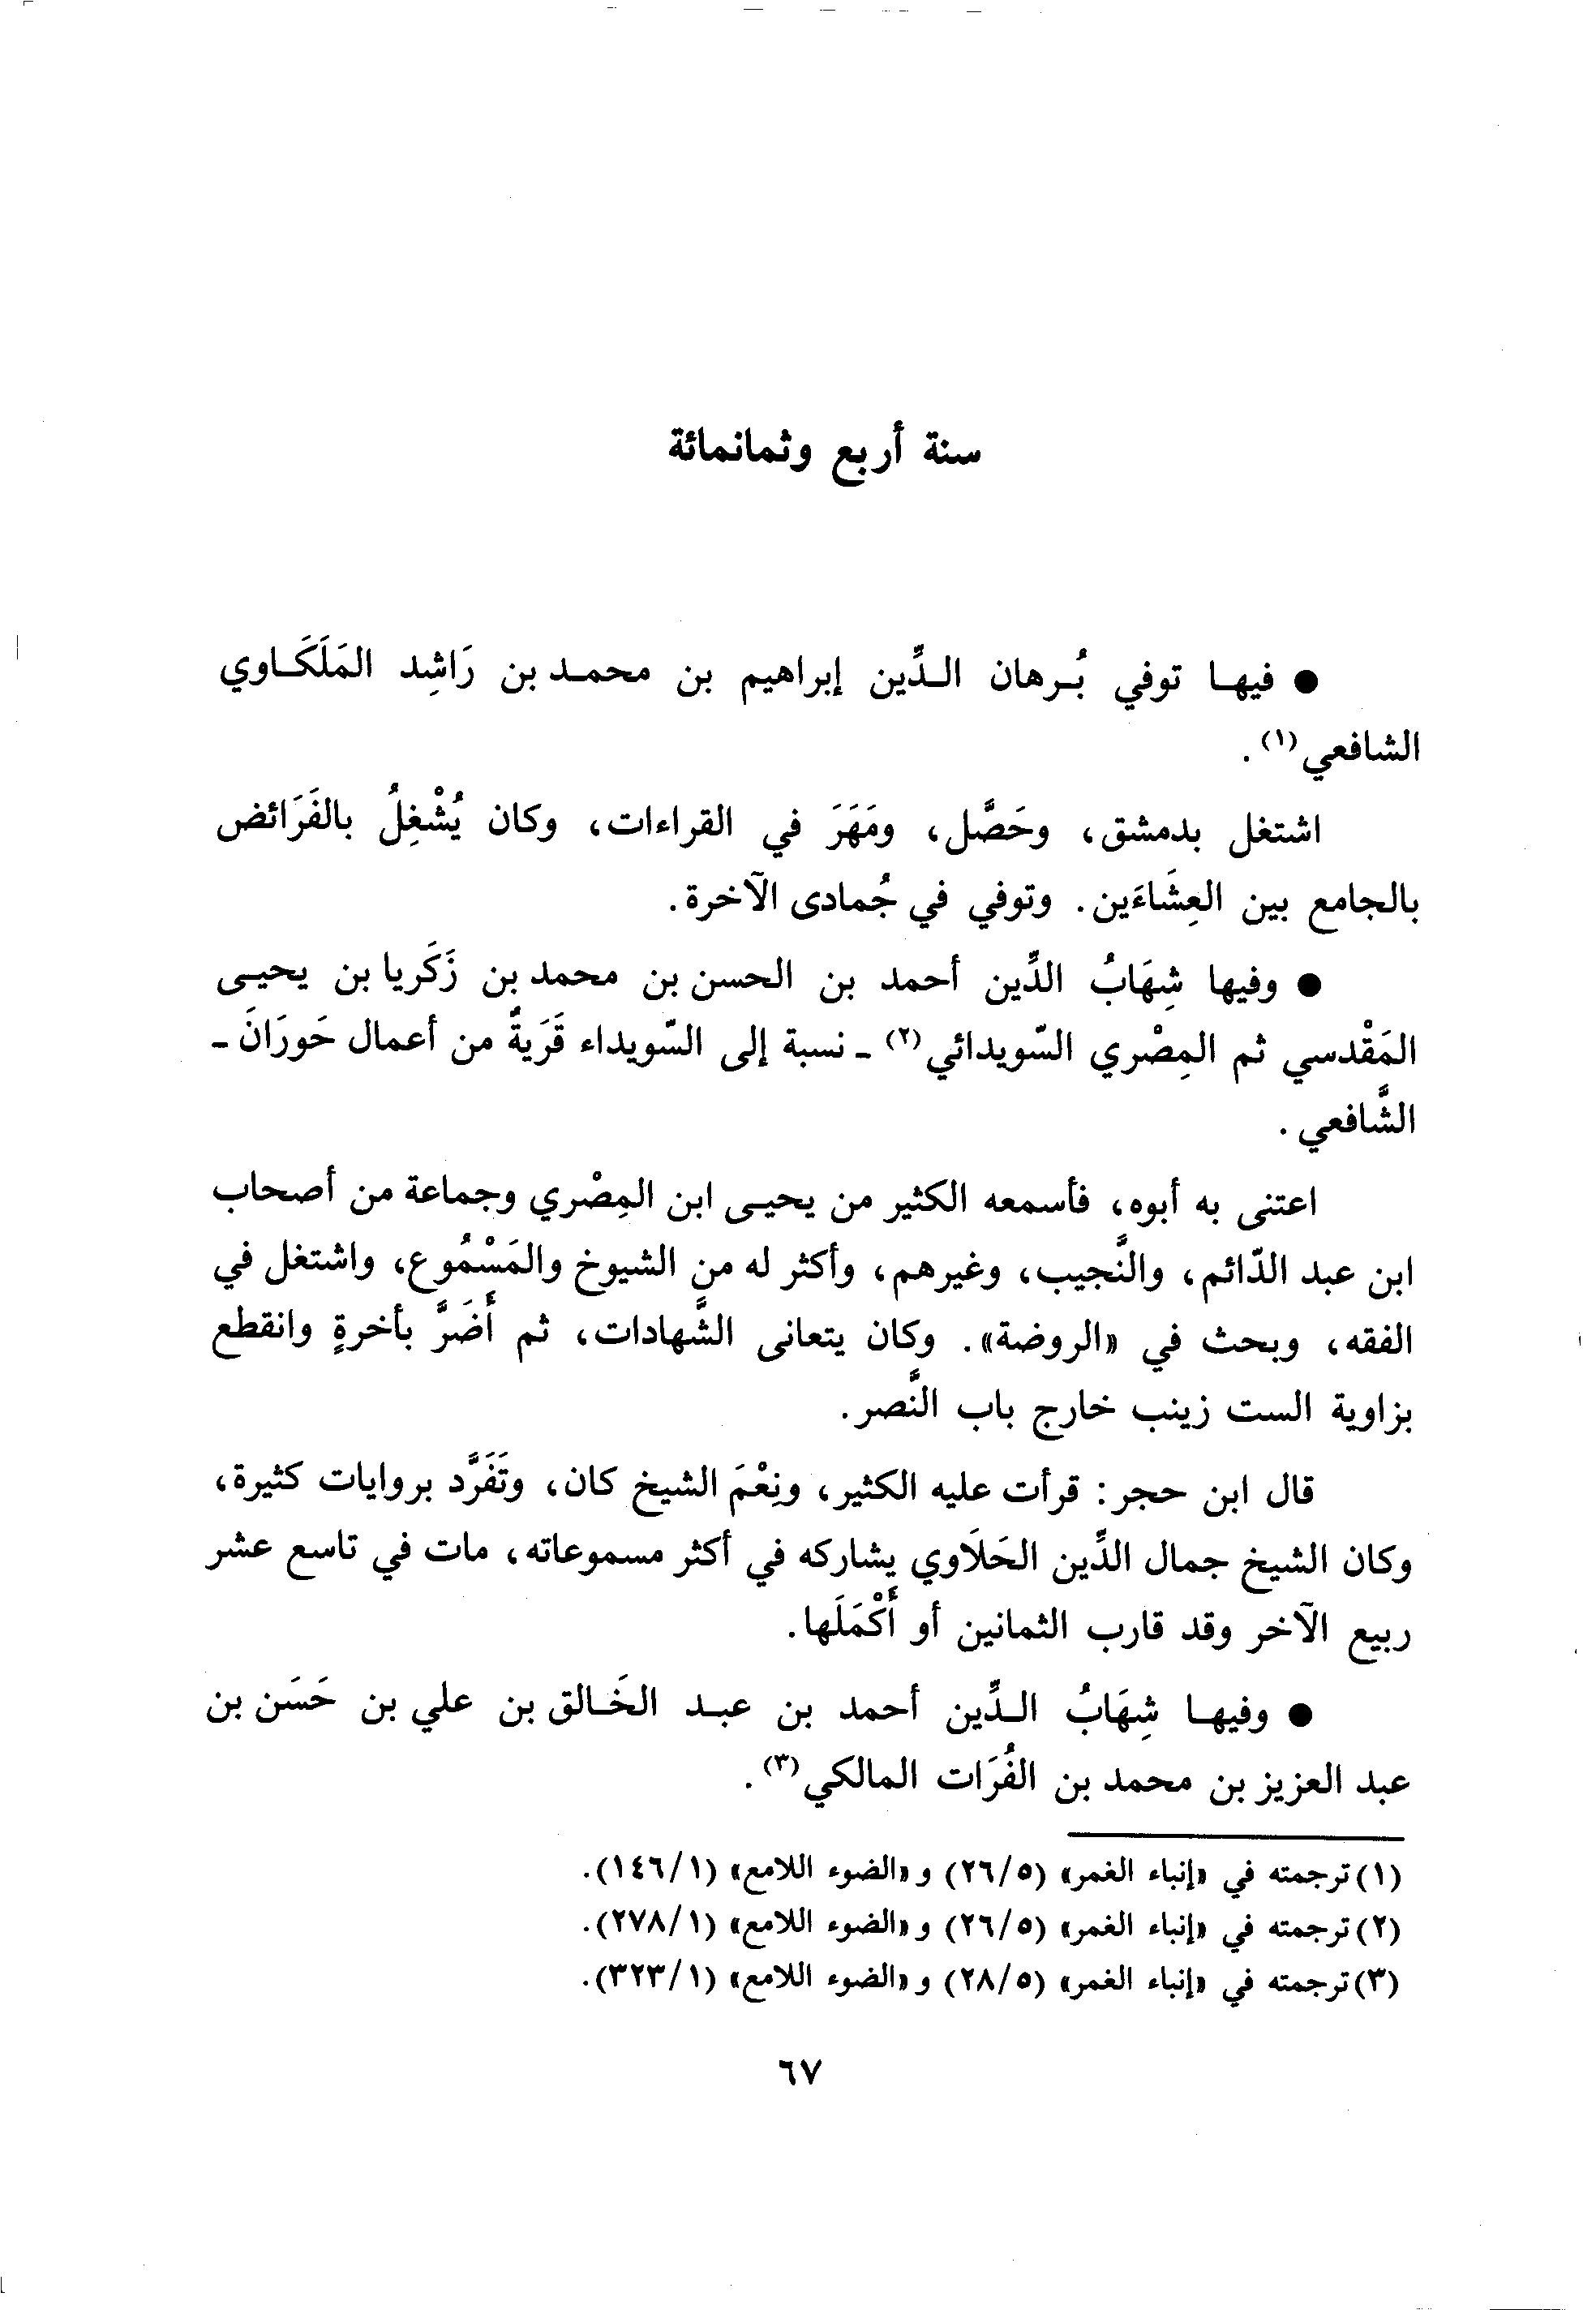 سنة أربع وثمانمائة
● فيها توفي بُرهان الدِّين إبراهيم بن محمد بن رَاشِد المَلَكَاوي
الشافعي(١).
اشتغل بدمشق، وحَصَّل، ومَهَرَ في القراءات، وكان يُشْغِلُ بالفَرَائض
بالجامع بين العِشَاءَين. وتوفي في جُمادى الآخرة.
● وفيها شِهَابُ الدِّين أحمد بن الحسن بن محمد بن زَكَريا بن يحيى
المَقْدسي ثم المِصْري السّويدائي(٢) ـ نسبة إلى السّويداء قَرَيةٌ من أعمال حَورَانَ ـ
الشَّافعي.
اعتنى به أبوه، فأسمعه الكثير من يحيى ابن المِصْري وجماعة من أصحاب
ابن عبد الدّائم، والنَّجيب، وغيرهم، وأكثر له من الشيوخ والمَسْمُوع، واشتغل في
الفقه، وبحث في «الروضة». وكان يتعانى الشَّهادات، ثم أَضَرَّ بأخرةٍ وانقطع
بزاوية الست زينب خارج باب النَّصر.
قال ابن حجر: قرأت عليه الكثير، ونِعْمَ الشيخ كان، وتَفَرَّد بروايات كثيرة،
وكان الشيخ جمال الدِّين الحَلَاوي يشاركه في أكثر مسموعاته، مات في تاسع عشر
ربيع الآخر وقد قارب الثمانين أو أَكْمَلَها.
● وفيها شِهَابُ الدِّين أحمد بن عبد الخَالق بن علي بن حَسَن بن
عبد العزيز بن محمد بن الفُرَات المالكي(٣).
(١) ترجمته في «إنباء الغمر» (٢٦/٥) و «الضوء اللامع» (١٤٦/١).
(٢) ترجمته في «إنباء الغمر» (٢٦/٥) و «الضوء اللامع» (٢٧٨/١).
(٣) ترجمته في «إنباء الغمر» (٢٨/٥) و «الضوء اللامع» (٣٢٣/١).
٦٧